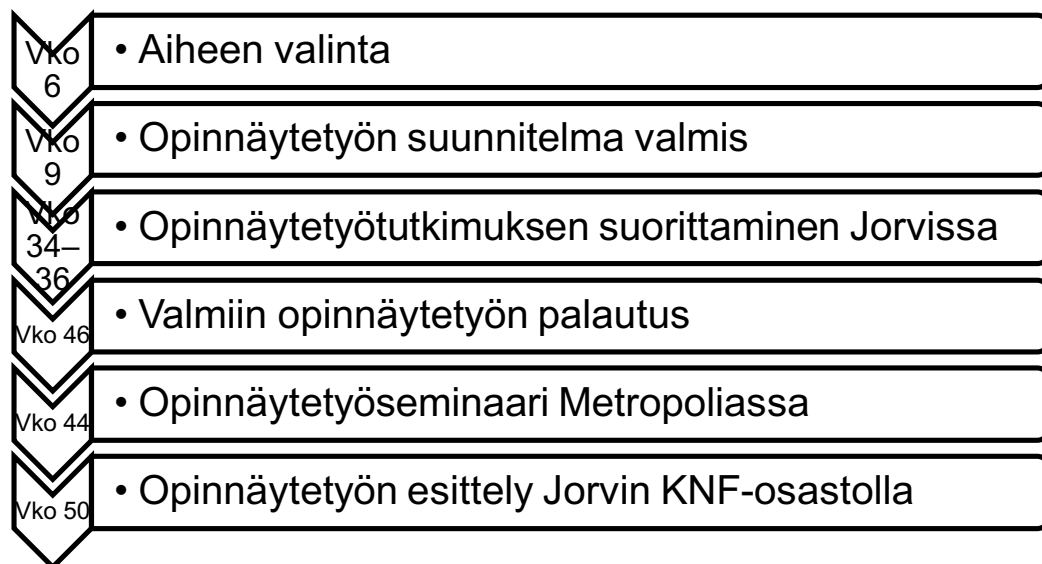 Vko
6
• Aiheen valinta
Vko
9
• Opinnäytetyön suunnitelma valmis
Vko
34–
36
• Opinnäytetyötutkimuksen suorittaminen Jorvissa
Vko 46
• Valmiin opinnäytetyön palautus
Vko 44
• Opinnäytetyöseminaari Metropoliassa
Vko 50
• Opinnäytetyön esittely Jorvin KNF-osastolla